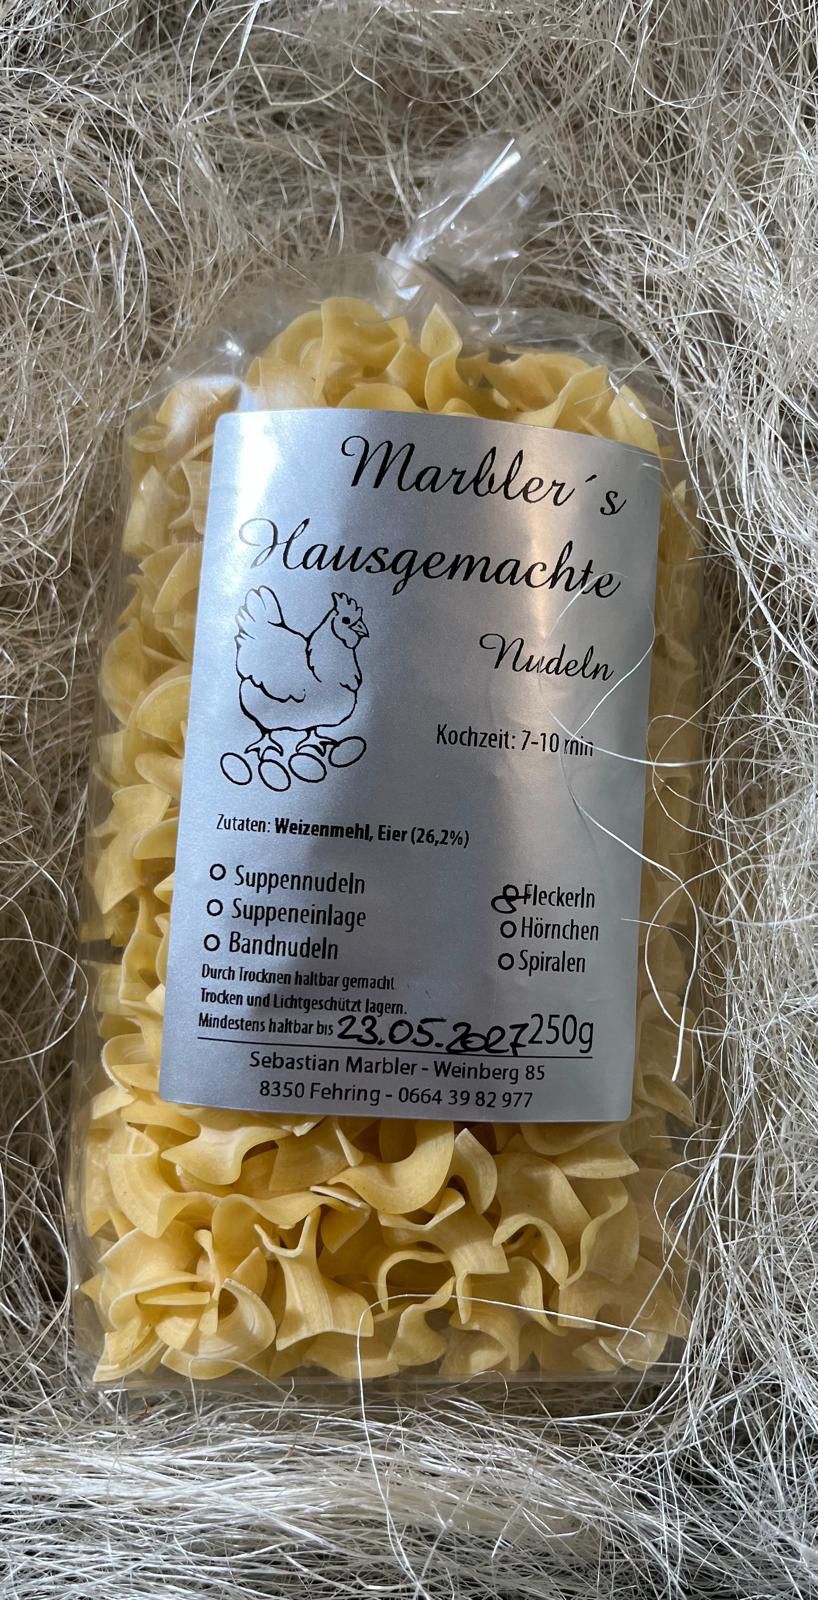 Marbler´s
Hausgemachte
Nudeln
Kochzeit: 7-10 min
Zutaten: Weizenmehl, Eier (26,2%)
Suppennudeln
Suppeneinlage
Bandnudeln
Fleckerln
Hörnchen
Spiralen
Durch Trocknen haltbar gemacht
Trocken und Lichtgeschützt lagern.
Mindestens haltbar bis 23.05.2027 250g
Sebastian Marbler - Weinberg 85
8350 Fehring - 0664 39 82 977